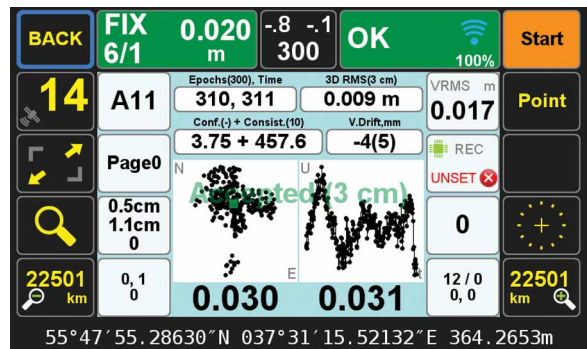 BACK
FIX 0.020 -.8 -.1 OK Start
6/1 m 300 100%
14
A11
Epochs(300), Time 3D RMS(3 cm)
310, 311 0.009 m
Conf.(-) + Consist.(10) V.Drift,mm
3.75 + 457.6 -4(5)
VRMS m
0.017
Point
Page0
REC
UNSET
N U
Accepted (3 cm)
E t
0.5cm
1.1cm
0
0
22501
km
0, 1
0
0.030 0.031
12 / 0
0, 0
22501
km
55°47´55.28630″N 037°31´15.52132″E 364.2653m